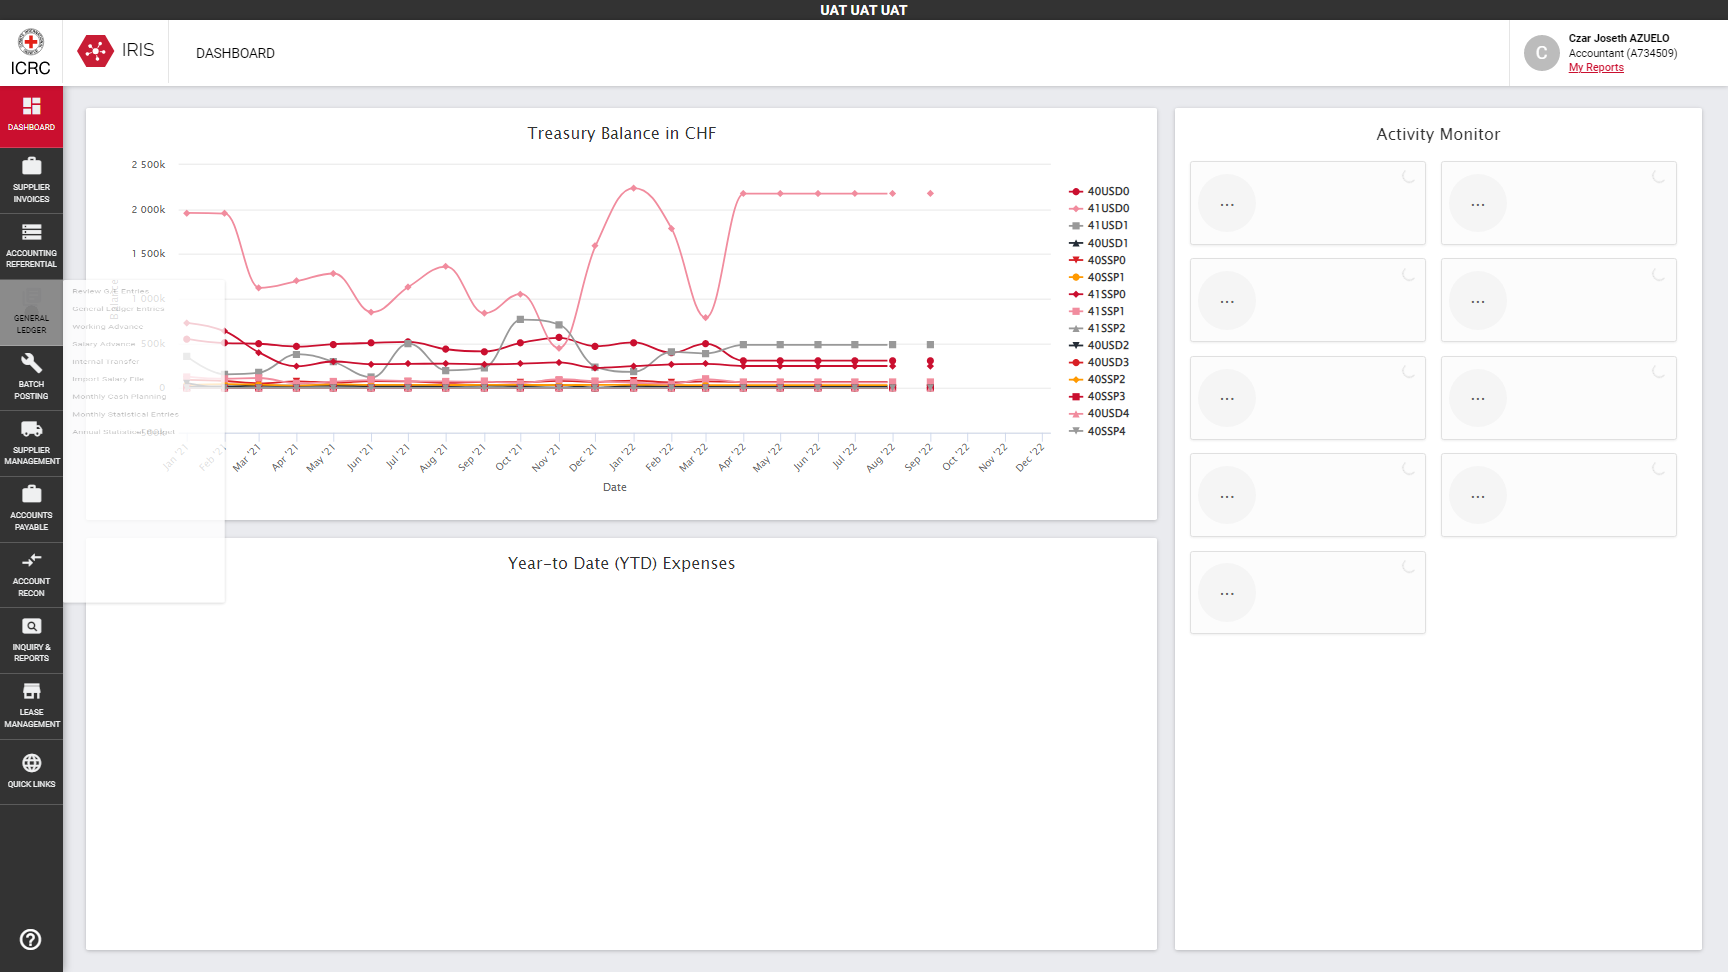 UAT UAT UAT
ICRC
IRIS
DASHBOARD
Czar Joseth AZUELO
Accountant (A734509)
My Reports
C
DASHBOARD
SUPPLIER
INVOICES
ACCOUNTING
REFERENTIAL
GENERAL
LEDGER
BATCH
POSTING
SUPPLIER
MANAGEMENT
ACCOUNTS
PAYABLE
ACCOUNT
RECON
INQUIRY &
REPORTS
LEASE
MANAGEMENT
QUICK LINKS
Review G/L Entries
General Ledger Entries
Working Advance
Salary Advance
Internal Transfer
Import Salary File
Monthly Cash Planning
Monthly Statistical Entries
Annual Statistical Budget
Treasury Balance in CHF
Balance
2 500k
2 000k
1 500k
1 000k
500k
0
-500k
Jan '21
Feb '21
Mar '21
Apr '21
May '21
Jun '21
Jul '21
Aug '21
Sep '21
Oct '21
Nov '21
Dec '21
Jan '22
Feb '22
Mar '22
Apr '22
May '22
Jun '22
Jul '22
Aug '22
Sep '22
Oct '22
Nov '22
Dec '22
Date
40USD0
41USD0
41USD1
40USD1
40SSP0
40SSP1
41SSP0
41SSP1
41SSP2
40USD2
40USD3
40SSP2
40SSP3
40USD4
40SSP4
Year-to Date (YTD) Expenses
Activity Monitor
...
...
...
...
...
...
...
...
...